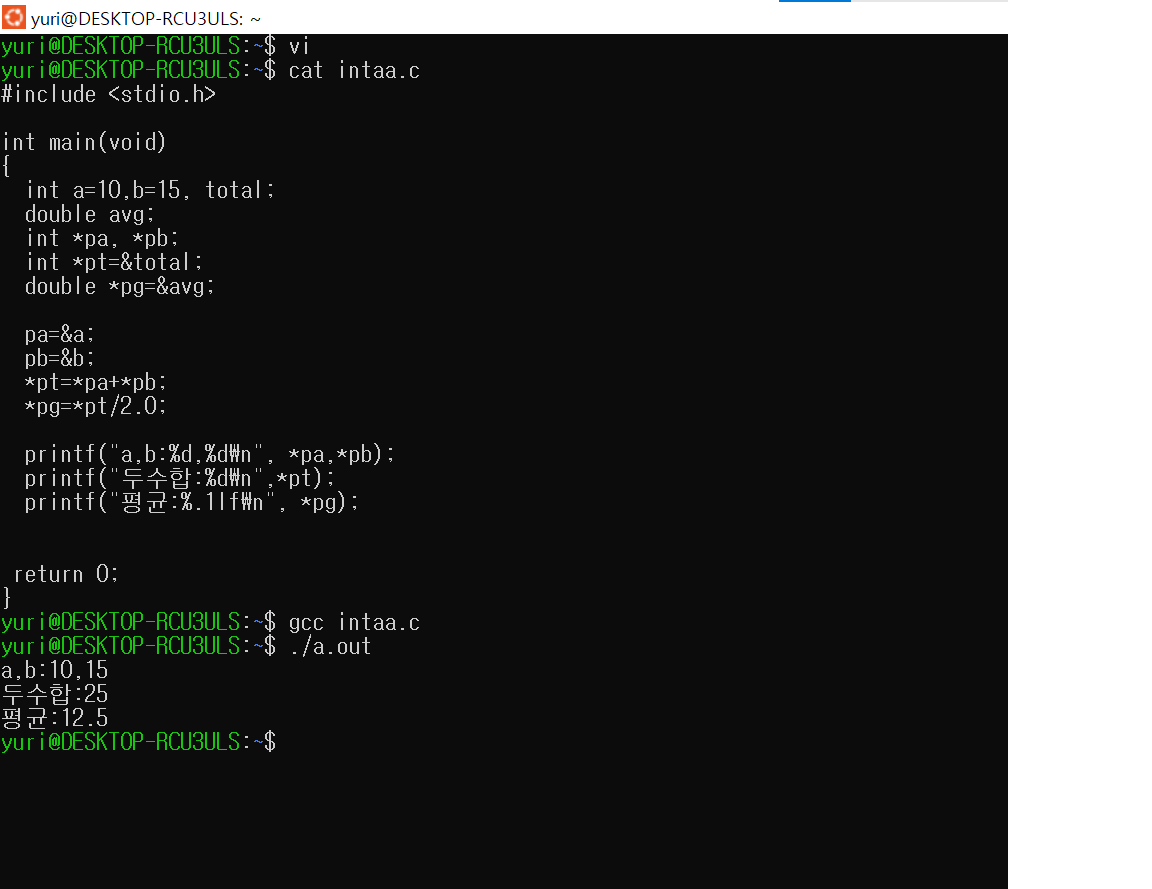 yuri@DESKTOP-RCU3ULS: ~
yuri@DESKTOP-RCU3ULS:~$ vi
yuri@DESKTOP-RCU3ULS:~$ cat intaa.c
#include <stdio.h>
int main(void)
{
  int a=10,b=15, total;
  double avg;
  int *pa, *pb;
  int *pt=&total;
  double *pg=&avg;
  pa=&a;
  pb=&b;
  *pt=*pa+*pb;
  *pg=*pt/2.0;
  printf("a,b:%d,%d₩n", *pa,*pb);
  printf("두수합:%d₩n",*pt);
  printf("평균:%.1lf₩n", *pg);
 return 0;
}
yuri@DESKTOP-RCU3ULS:~$ gcc intaa.c
yuri@DESKTOP-RCU3ULS:~$ ./a.out
a,b:10,15
두수합:25
평균:12.5
yuri@DESKTOP-RCU3ULS:~$